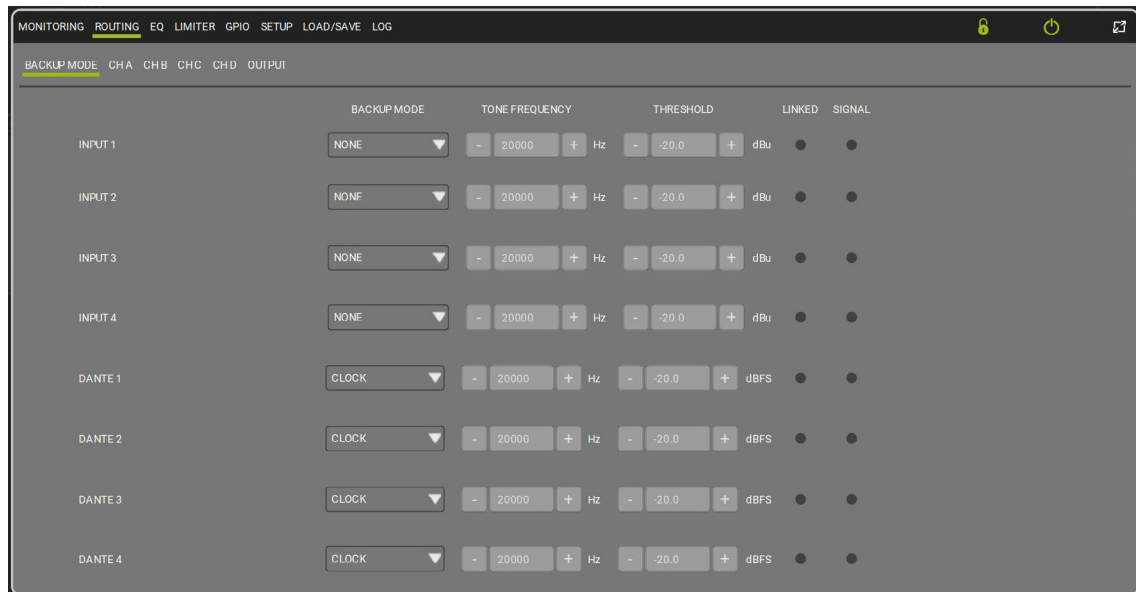 MONITORING ROUTING EQ LIMITER GPIO SETUP LOAD/SAVE LOG
BACKUP MODE CH A CH B CH C CH D OUTPUT
BACKUP MODE TONE FREQUENCY THRESHOLD LINKED SIGNAL
INPUT 1 NONE - 20000 + Hz - -20.0 + dBu
INPUT 2 NONE - 20000 + Hz - -20.0 + dBu
INPUT 3 NONE - 20000 + Hz - -20.0 + dBu
INPUT 4 NONE - 20000 + Hz - -20.0 + dBu
DANTE 1 CLOCK - 20000 + Hz - -20.0 + dBFS
DANTE 2 CLOCK - 20000 + Hz - -20.0 + dBFS
DANTE 3 CLOCK - 20000 + Hz - -20.0 + dBFS
DANTE 4 CLOCK - 20000 + Hz - -20.0 + dBFS